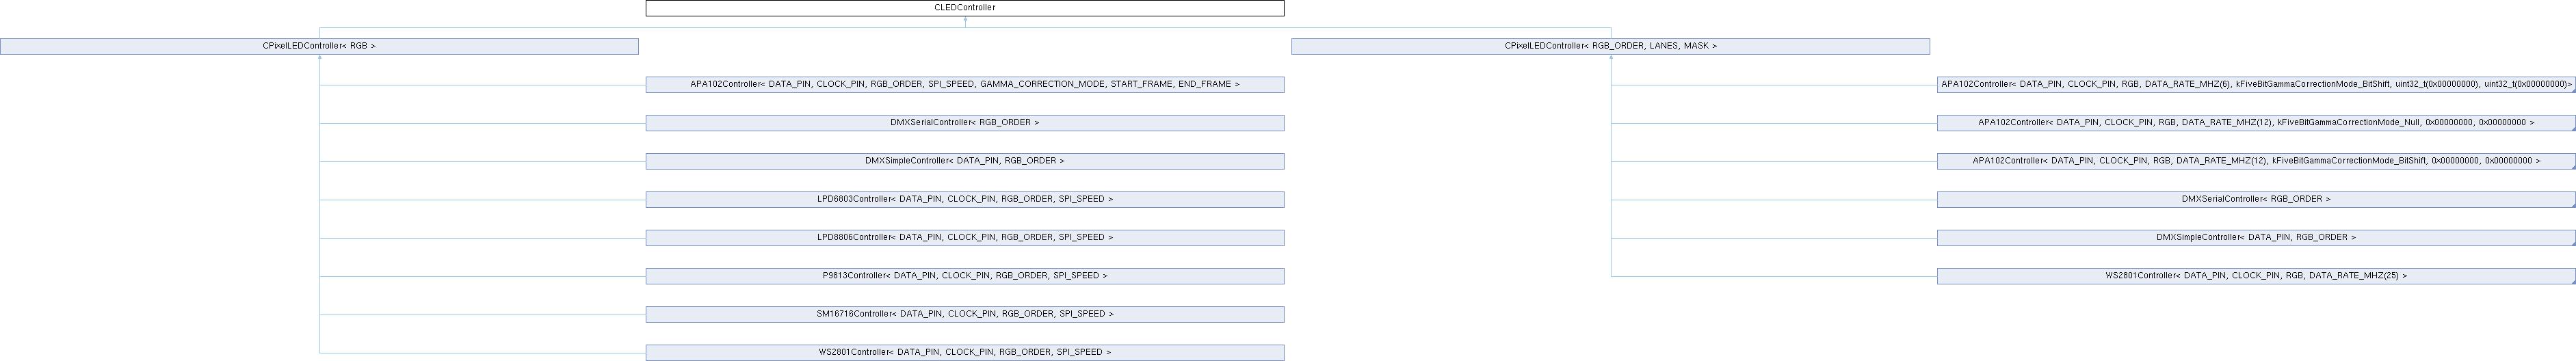 CLEDController
CPixelLEDController< RGB >
CPixelLEDController< RGB_ORDER, LANES, MASK >
APA102Controller< DATA_PIN, CLOCK_PIN, RGB_ORDER, SPI_SPEED, GAMMA_CORRECTION_MODE, START_FRAME, END_FRAME >
APA102Controller< DATA_PIN, CLOCK_PIN, RGB, DATA_RATE_MHZ(6), kFiveBitGammaCorrectionMode_BitShift, uint32_t(0x00000000), uint32_t(0x00000000)>
DMXSerialController< RGB_ORDER >
APA102Controller< DATA_PIN, CLOCK_PIN, RGB, DATA_RATE_MHZ(12), kFiveBitGammaCorrectionMode_Null, 0x00000000, 0x00000000 >
DMXSimpleController< DATA_PIN, RGB_ORDER >
APA102Controller< DATA_PIN, CLOCK_PIN, RGB, DATA_RATE_MHZ(12), kFiveBitGammaCorrectionMode_BitShift, 0x00000000, 0x00000000 >
LPD6803Controller< DATA_PIN, CLOCK_PIN, RGB_ORDER, SPI_SPEED >
DMXSerialController< RGB_ORDER >
LPD8806Controller< DATA_PIN, CLOCK_PIN, RGB_ORDER, SPI_SPEED >
DMXSimpleController< DATA_PIN, RGB_ORDER >
P9813Controller< DATA_PIN, CLOCK_PIN, RGB_ORDER, SPI_SPEED >
WS2801Controller< DATA_PIN, CLOCK_PIN, RGB, DATA_RATE_MHZ(25) >
SM16716Controller< DATA_PIN, CLOCK_PIN, RGB_ORDER, SPI_SPEED >
WS2801Controller< DATA_PIN, CLOCK_PIN, RGB_ORDER, SPI_SPEED >